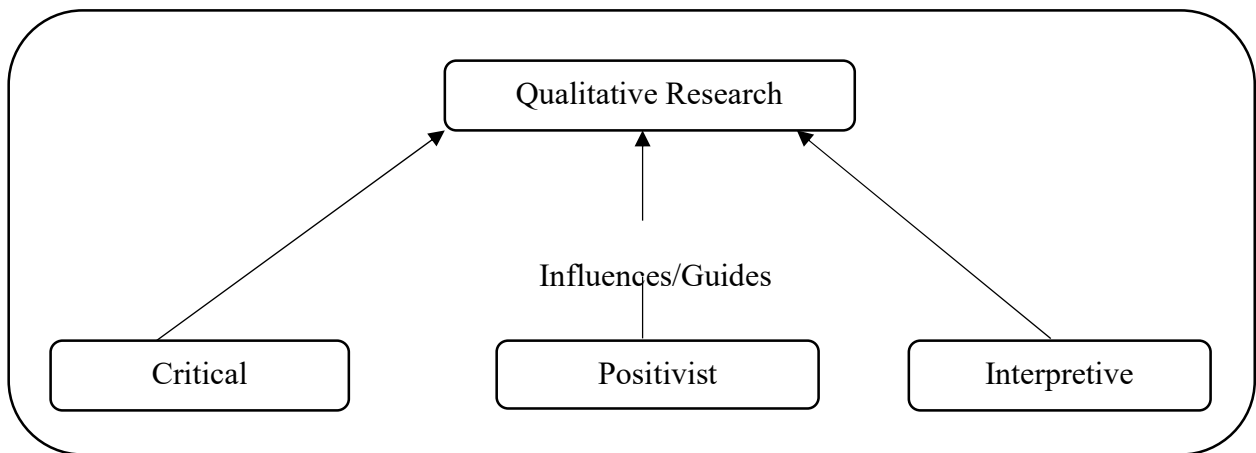 Qualitative Research
Influences/Guides
Critical
Positivist
Interpretive